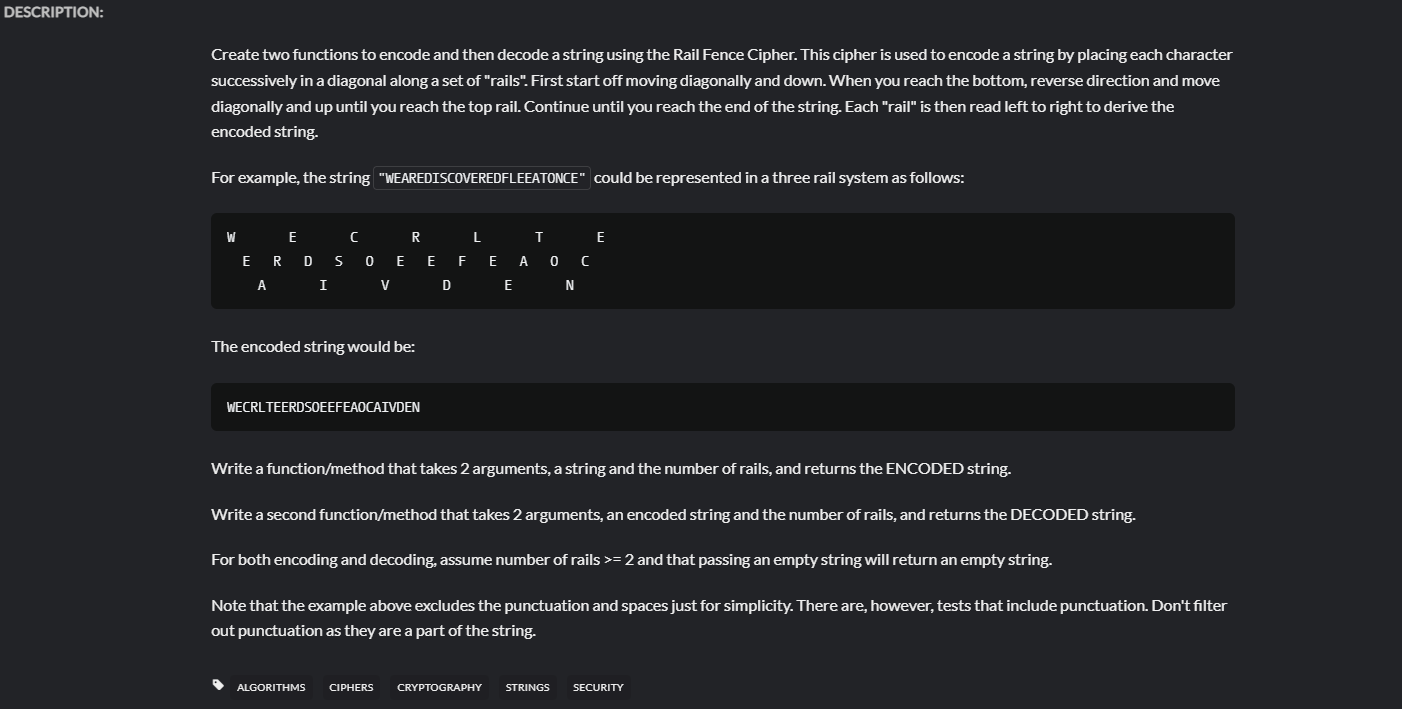 DESCRIPTION:
Create two functions to encode and then decode a string using the Rail Fence Cipher. This cipher is used to encode a string by placing each character
successively in a diagonal along a set of "rails". First start off moving diagonally and down. When you reach the bottom, reverse direction and move
diagonally and up until you reach the top rail. Continue until you reach the end of the string. Each "rail" is then read left to right to derive the
encoded string.
For example, the string "WEAREDISCOVEREDFLEEATONCE" could be represented in a three rail system as follows:
W       E       C       R       L       T       E
  E   R   D   S   O   E   E   F   E   A   O   C
    A       I       V       D       E       N
The encoded string would be:
WECRLTEERDSOEEFEAOCAIVDEN
Write a function/method that takes 2 arguments, a string and the number of rails, and returns the ENCODED string.
Write a second function/method that takes 2 arguments, an encoded string and the number of rails, and returns the DECODED string.
For both encoding and decoding, assume number of rails >= 2 and that passing an empty string will return an empty string.
Note that the example above excludes the punctuation and spaces just for simplicity. There are, however, tests that include punctuation. Don't filter
out punctuation as they are a part of the string.
ALGORITHMS CIPHERS CRYPTOGRAPHY STRINGS SECURITY